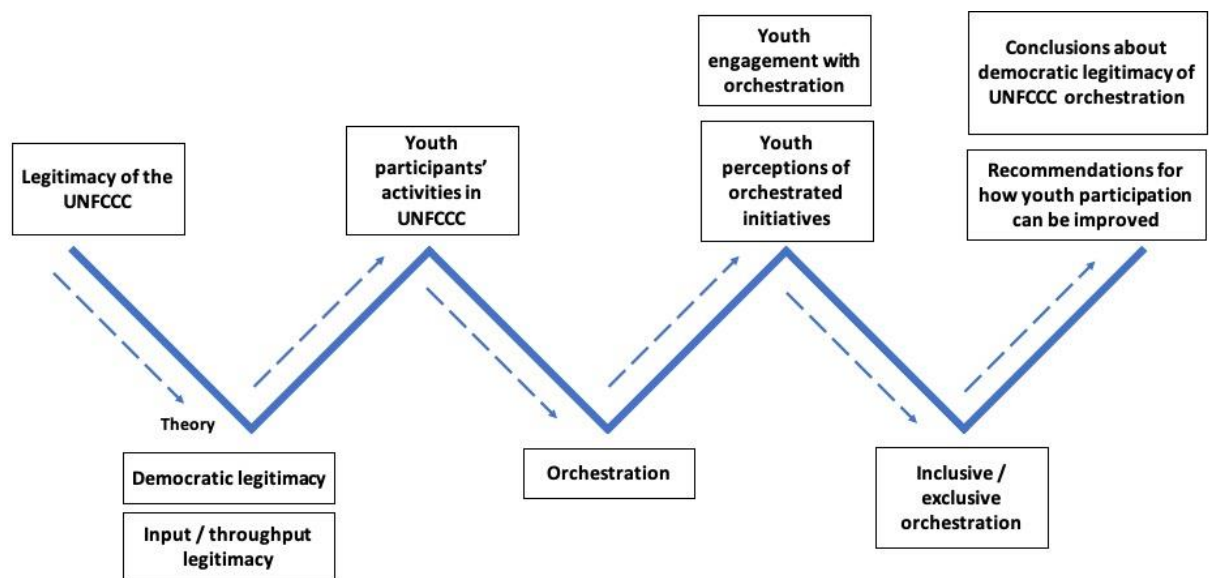 Legitimacy of the
UNFCCC
Theory
Democratic legitimacy
Input / throughput
legitimacy
Youth
participants’
activities in
UNFCCC
Orchestration
Youth
engagement with
orchestration
Youth
perceptions of
orchestrated
initiatives
Inclusive /
exclusive
orchestration
Conclusions about
democratic legitimacy of
UNFCCC orchestration
Recommendations for
how youth participation
can be improved